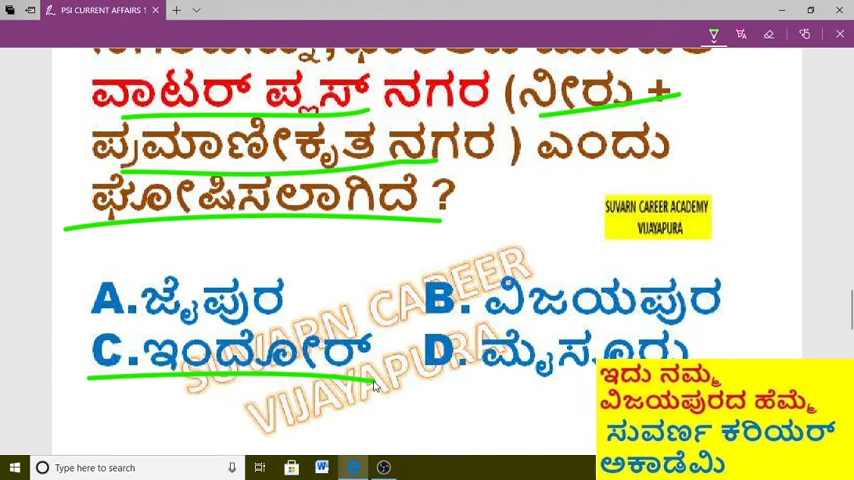 PSI CURRENT AFFAIRS 1
ವಾಟರ್ ಪ್ಲಸ್ ನಗರ (ನೀರು +
ಪ್ರಮಾಣೀಕೃತ ನಗರ ) ಎಂದು
ಘೋಷಿಸಲಾಗಿದೆ ?
SUVARN CAREER ACADEMY
VIJAYAPURA
A.ಜೈಪುರ B. ವಿಜಯಪುರ
C.ಇಂದೋರ್ D. ಮೈಸೂರು
SUVARN CAREER
VIJAYAPURA
ಇದು ನಮ್ಮ
ವಿಜಯಪುರದ ಹೆಮ್ಮೆ
ಸುವರ್ಣ ಕರಿಯರ್
ಅಕಾಡೆಮಿ
Type here to search